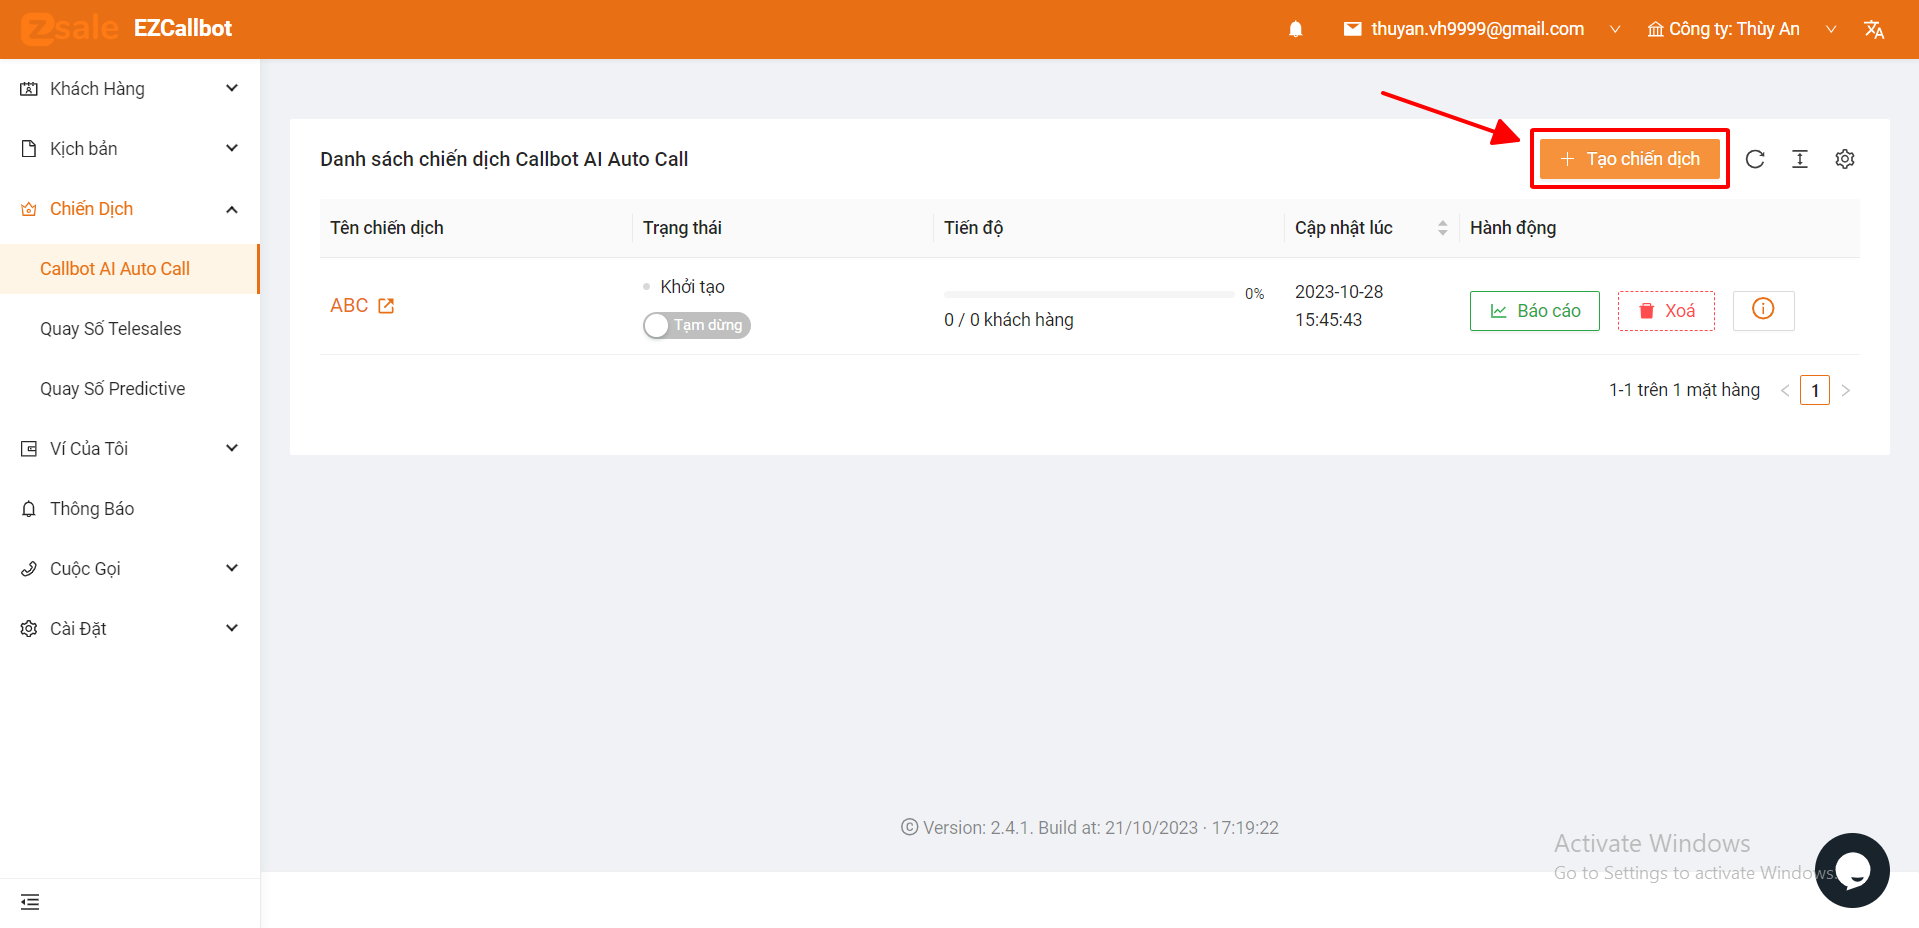 zsale EZCallbot
thuyan.vh9999@gmail.com
Công ty: Thùy An
Khách Hàng
Kịch bản
Chiến Dịch
Callbot AI Auto Call
Quay Số Telesales
Quay Số Predictive
Ví Của Tôi
Thông Báo
Cuộc Gọi
Cài Đặt
Danh sách chiến dịch Callbot AI Auto Call
+ Tạo chiến dịch
Tên chiến dịch Trạng thái Tiến độ Cập nhật lúc Hành động
ABC
Khởi tạo
Tạm dừng
0%
0 / 0 khách hàng
2023-10-28
15:45:43
Báo cáo
Xoá
1-1 trên 1 mặt hàng
< 1 >
© Version: 2.4.1. Build at: 21/10/2023 · 17:19:22
Activate Windows
Go to Settings to activate Windows.